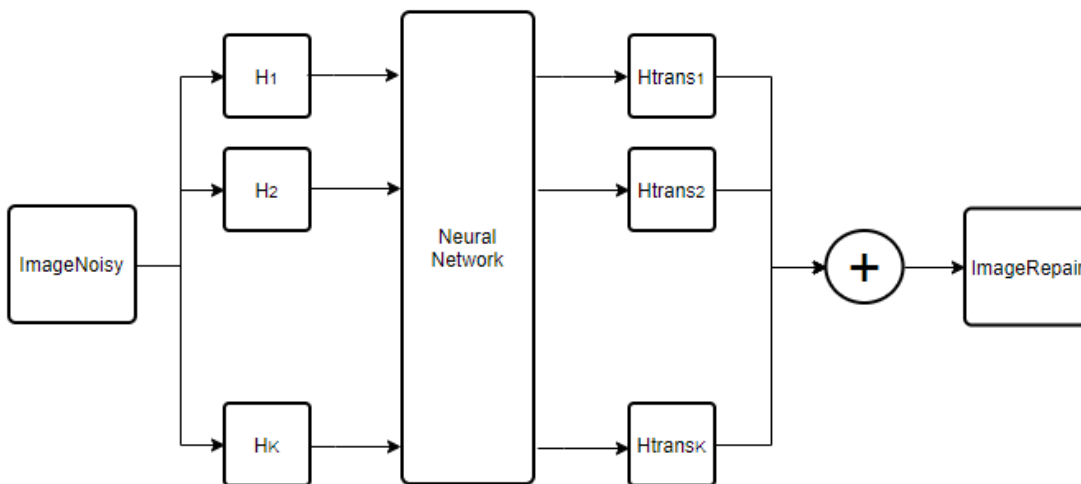 H1
Htrans1
H2
Htrans2
ImageNoisy
Neural
Network
+
ImageRepair
HK
HtransK